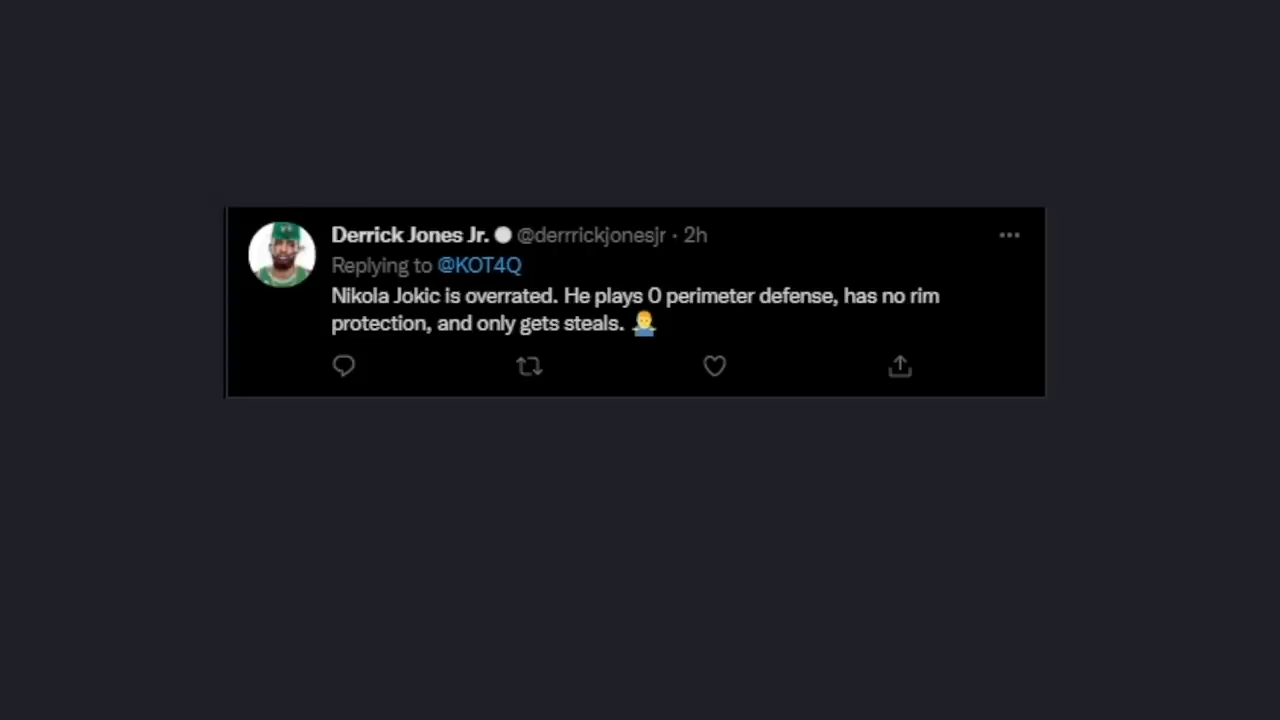 Derrick Jones Jr. @derrrickjonesjr · 2h
Replying to @KOT4Q
Nikola Jokic is overrated. He plays 0 perimeter defense, has no rim
protection, and only gets steals. 🤷‍♂️